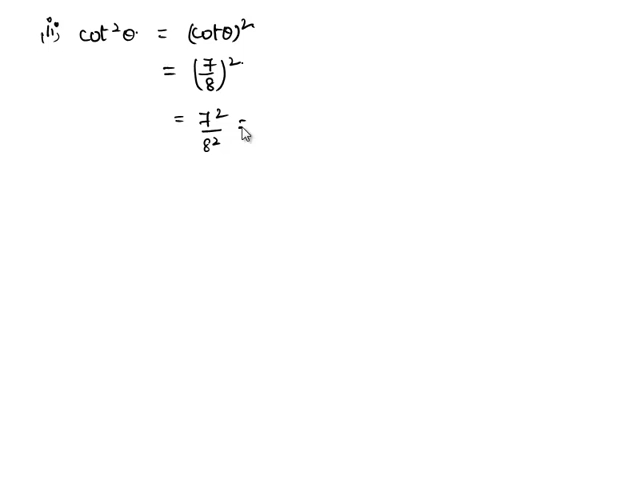 (ii) cot²θ. = (cotθ)²
= (7/8)².
= 7²/8² =